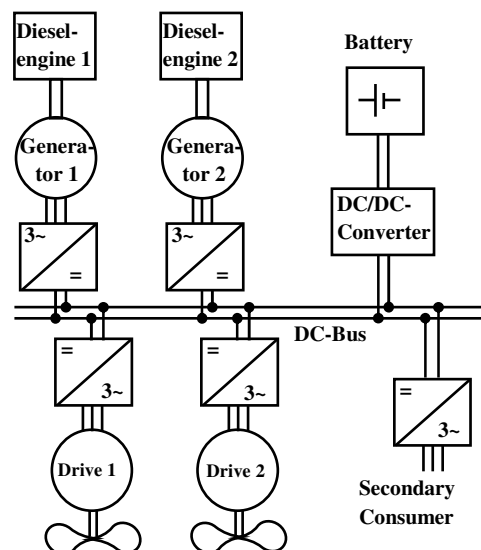 Diesel-
engine 1
Diesel-
engine 2
Battery
Genera-
tor 1
Genera-
tor 2
DC/DC-
Converter
3~
=
3~
=
DC-Bus
=
3~
=
3~
=
3~
Drive 1
Drive 2
Secondary
Consumer